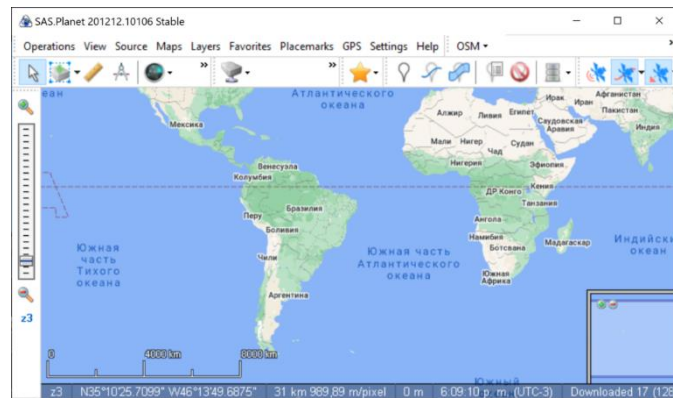 SAS.Planet 201212.10106 Stable
Operations View Source Maps Layers Favorites Placemarks GPS Settings Help OSM
еан
Атлантического
океана
Мексика
Алжир
Ливия
Египет
Ирак
Иран
Афганистан
Пакистан
Саудовская
Аравия
Индия
Мали
Нигер
Чад
Судан
Нигерия
Эфиопия
Венесуэла
Колумбия
ДР Конго
Кения
Танзания
Перу
Бразилия
Боливия
Ангола
Намибия
Ботсвана
Мадагаскар
Южная
часть
Тихого
океана
Чили
Южная часть
Атлантического
океана
Индийски
океан
Южная
Африка
Аргентина
z3
0 4000 km 8000 km
Южный
z3 N35°10'25.7099" W46°13'49.6875" 31 km 989,89 m/pixel 0 m 6:09:10 p. m. (UTC-3) Downloaded 17 (128